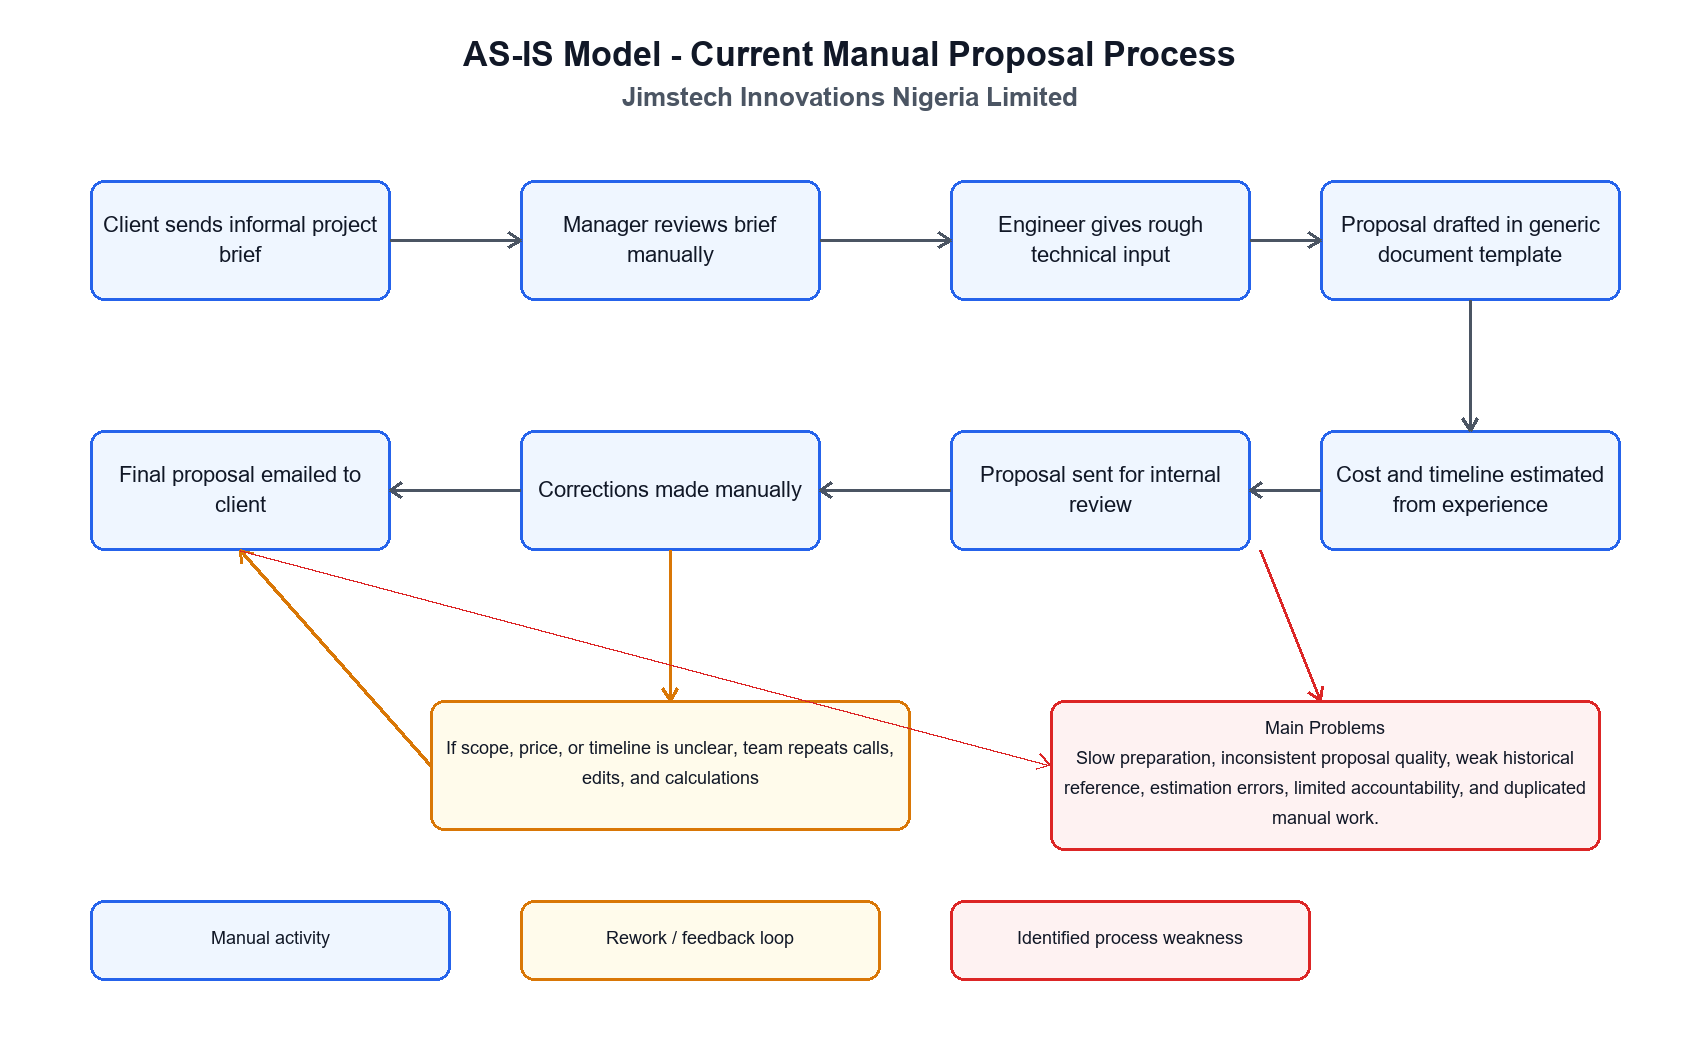 AS-IS Model - Current Manual Proposal Process
Jimstech Innovations Nigeria Limited
Client sends informal project
brief
Manager reviews brief
manually
Engineer gives rough
technical input
Proposal drafted in generic
document template
Final proposal emailed to
client
Corrections made manually
Proposal sent for internal
review
Cost and timeline estimated
from experience
If scope, price, or timeline is unclear, team repeats calls,
edits, and calculations
Main Problems
Slow preparation, inconsistent proposal quality, weak historical
reference, estimation errors, limited accountability, and duplicated
manual work.
Manual activity
Rework / feedback loop
Identified process weakness